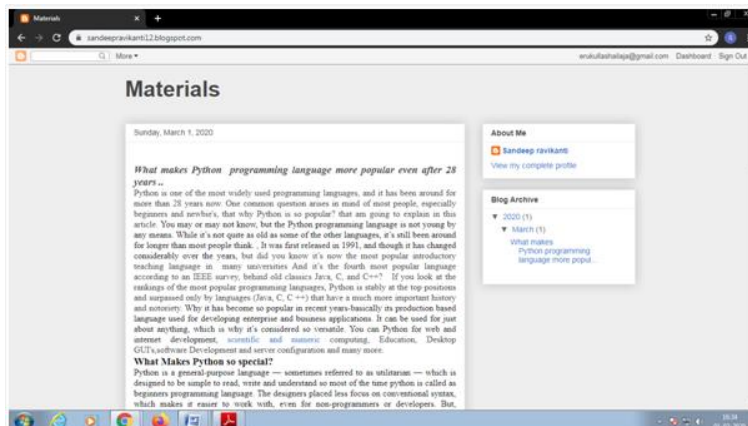 Materials
sandeepravikanti12.blogspot.com
More
erukullashailaja@gmail.com Dashboard Sign Out
Materials
Sunday, March 1, 2020
What makes Python programming language more popular even after 28
years ..
Python is one of the most widely used programming languages, and it has been around for
more than 28 years now. One common question arises in mind of most people, especially
beginners and newbie's, that why Python is so popular? that am going to explain in this
article. You may or may not know, but the Python programming language is not young by
any means. While it's not quite as old as some of the other languages, it's still been around
for longer than most people think. , It was first released in 1991, and though it has changed
considerably over the years, but did you know it's now the most popular introductory
teaching language in many universities And it's the fourth most popular language
according to an IEEE survey, behind old classics Java, C, and C++? If you look at the
rankings of the most popular programming languages, Python is stably at the top positions
and surpassed only by languages (Java, C, C ++) that have a much more important history
and notoriety. Why it has become so popular in recent years-basically its production based
language used for developing enterprise and business applications. It can be used for just
about anything, which is why it's considered so versatile. You can Python for web and
internet development, scientific and numeric computing, Education, Desktop
GUI's,software Development and server configuration and many more.
What Makes Python so special?
Python is a general-purpose language — sometimes referred to as utilitarian — which is
designed to be simple to read, write and understand so most of the time python is called as
beginners programming language. The designers placed less focus on conventional syntax,
which makes it easier to work with, even for non-programmers or developers. But,
About Me
Sandeep ravikanti
View my complete profile
Blog Archive
▼ 2020 (1)
▼ March (1)
What makes
Python programming
language more popul...